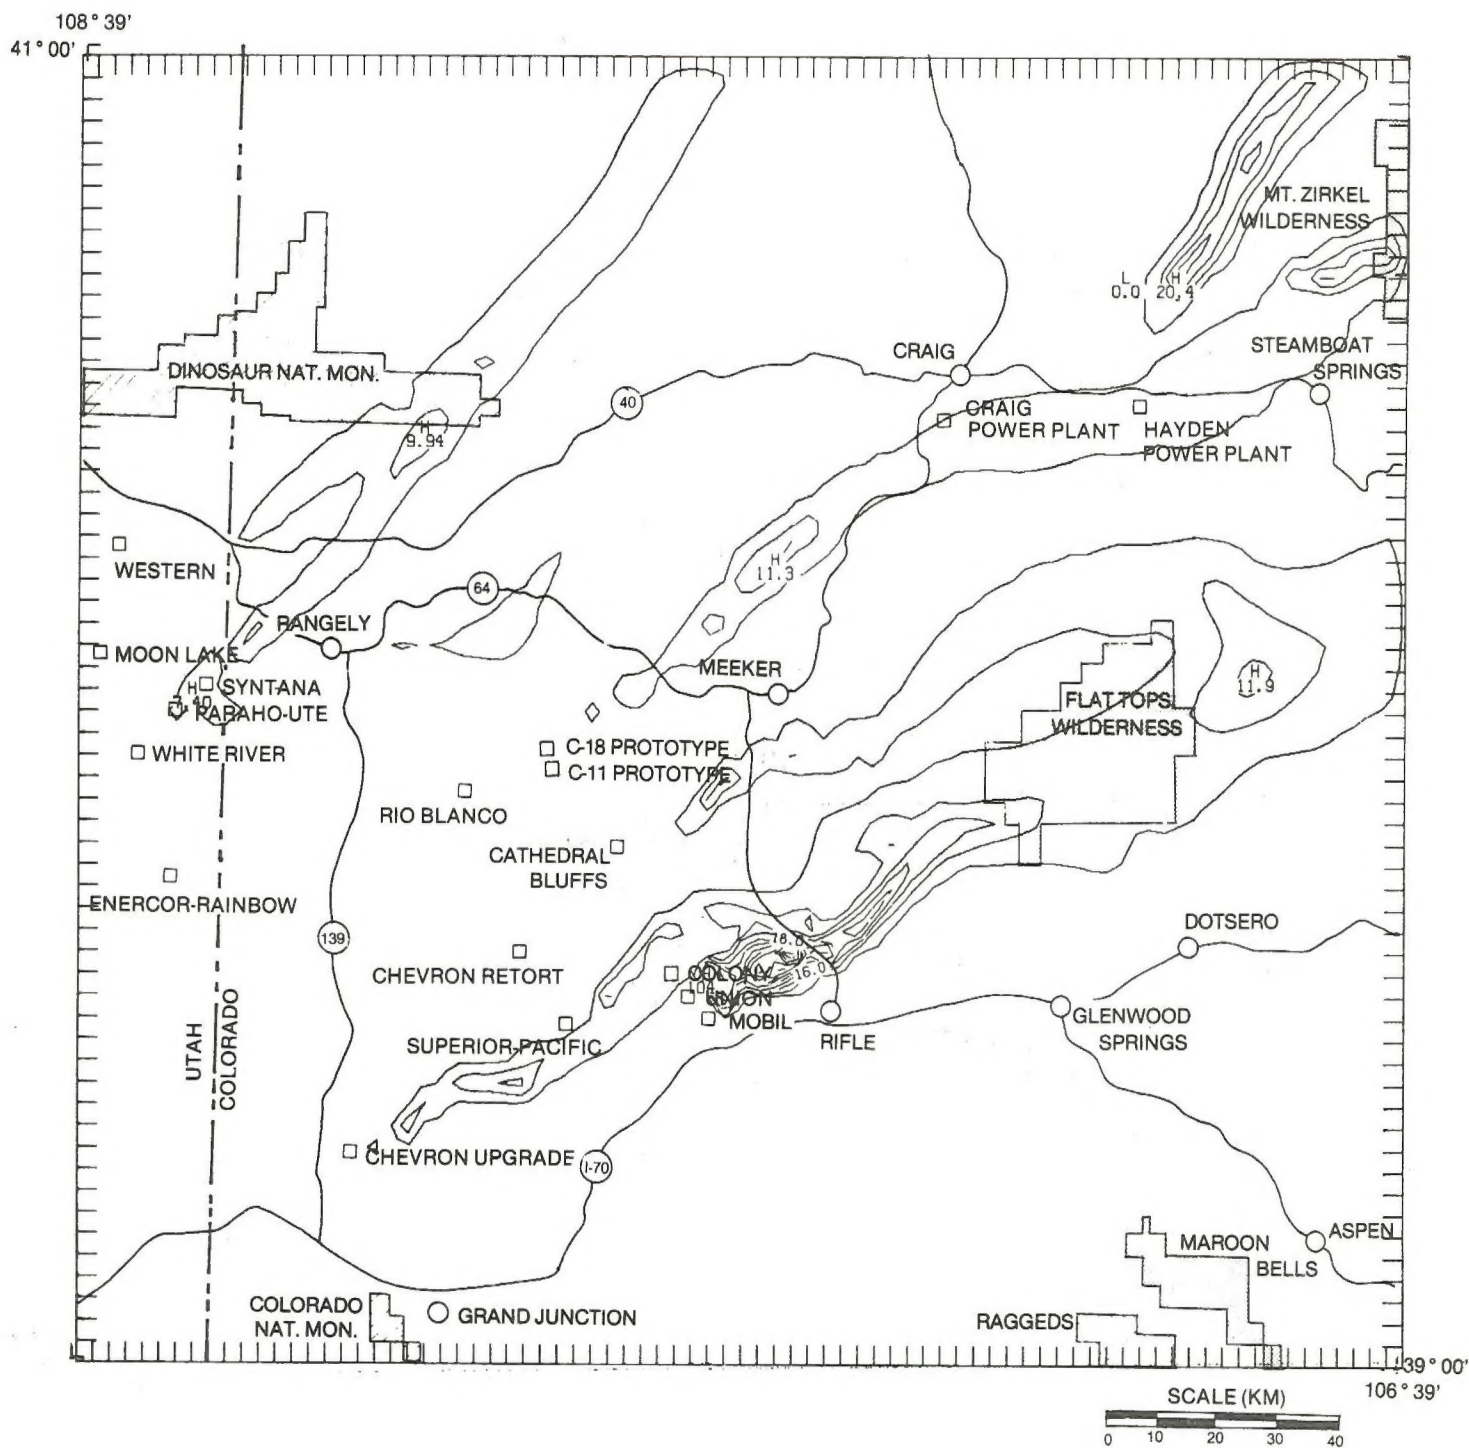 108° 39'
41° 00'
MT. ZIRKEL
WILDERNESS
L
0.0
H
20.4
DINOSAUR NAT. MON.
CRAIG
STEAMBOAT
SPRINGS
40
CRAIG
POWER PLANT
HAYDEN
POWER PLANT
H
9.94
WESTERN
H
11.3
64
RANGELY
MOON LAKE
MEEKER
H
11.9
H
7.40
SYNTANA
PARAHO-UTE
FLAT TOPS
WILDERNESS
WHITE RIVER
C-18 PROTOTYPE
C-11 PROTOTYPE
RIO BLANCO
CATHEDRAL
BLUFFS
ENERCOR-RAINBOW
DOTSERO
139
CHEVRON RETORT
COLONY
16.0
UNION
MOBIL
RIFLE
GLENWOOD
SPRINGS
SUPERIOR-PACIFIC
UTAH
COLORADO
CHEVRON UPGRADE
I-70
ASPEN
MAROON
BELLS
COLORADO
NAT. MON.
GRAND JUNCTION
RAGGEDS
39° 00'
106° 39'
SCALE (KM)
0 10 20 30 40